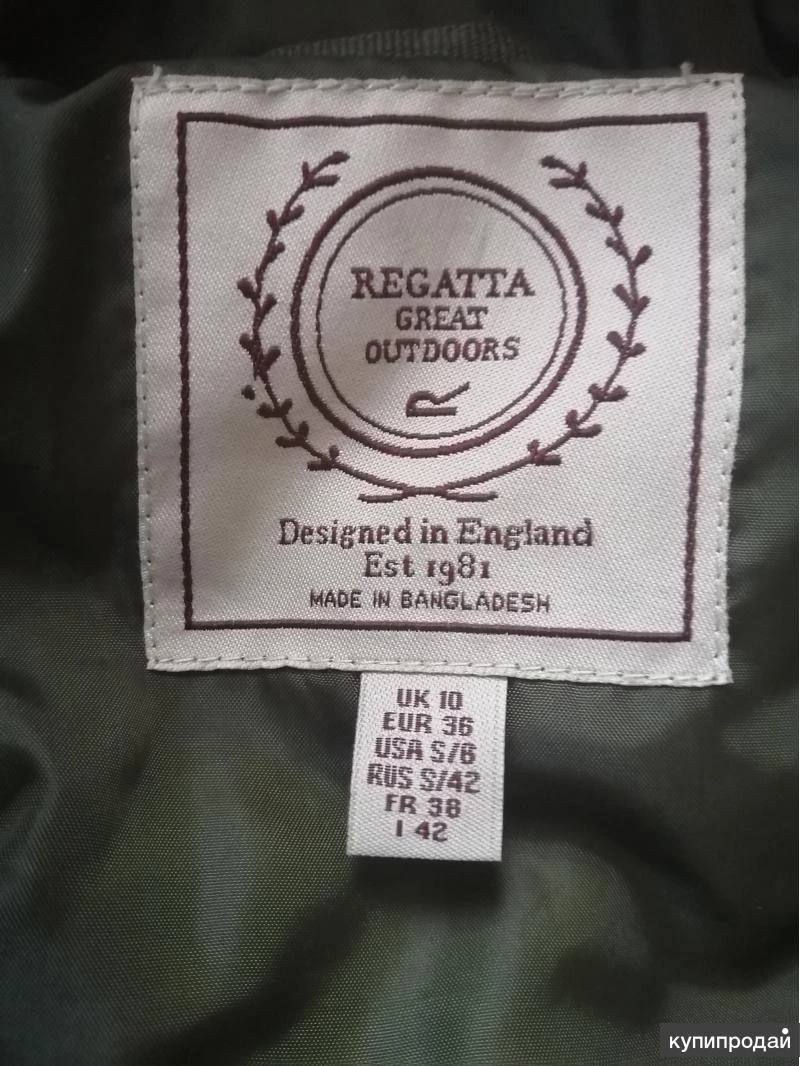 REGATTA
GREAT
OUTDOORS
R
Designed in England
Est 1981
MADE IN BANGLADESH
UK 10
EUR 36
USA S/6
RUS S/42
FR 38
I 42
купипродай